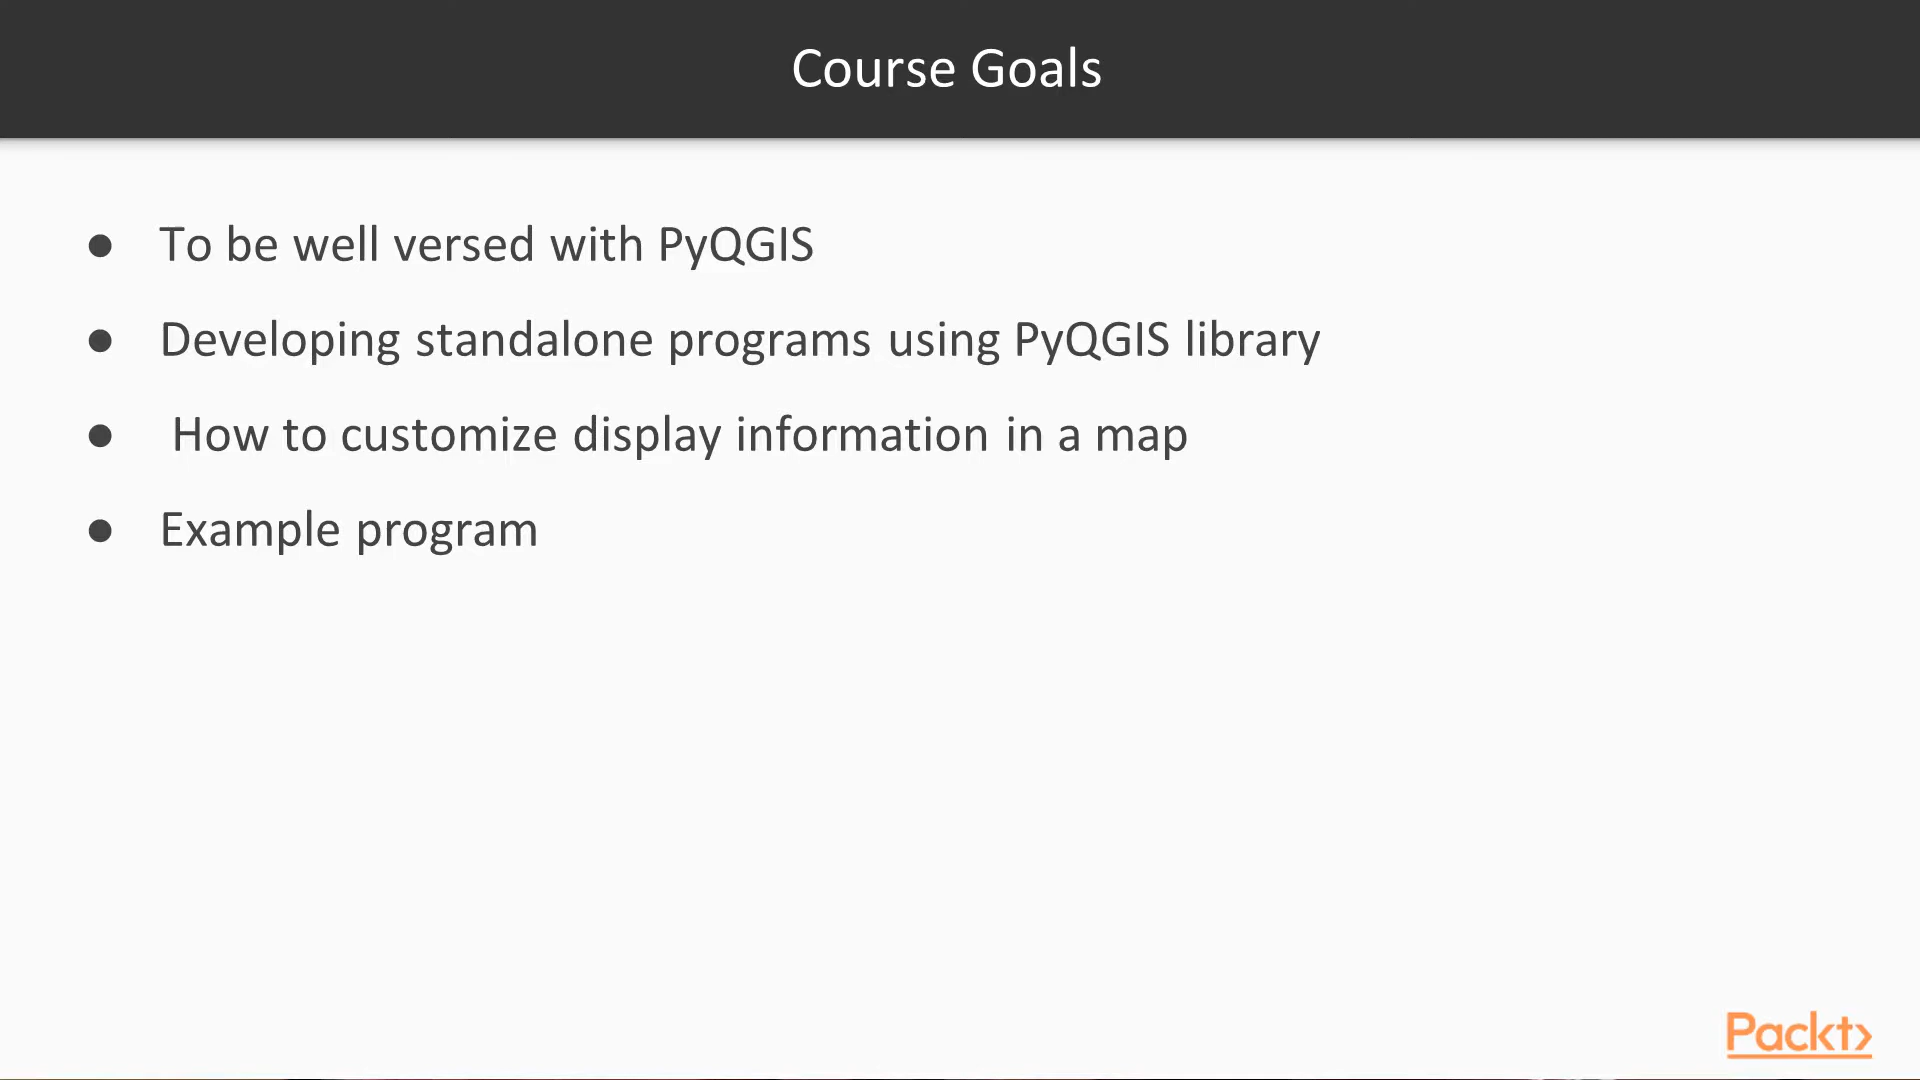 Course Goals
● To be well versed with PyQGIS
● Developing standalone programs using PyQGIS library
● How to customize display information in a map
● Example program
Packt>